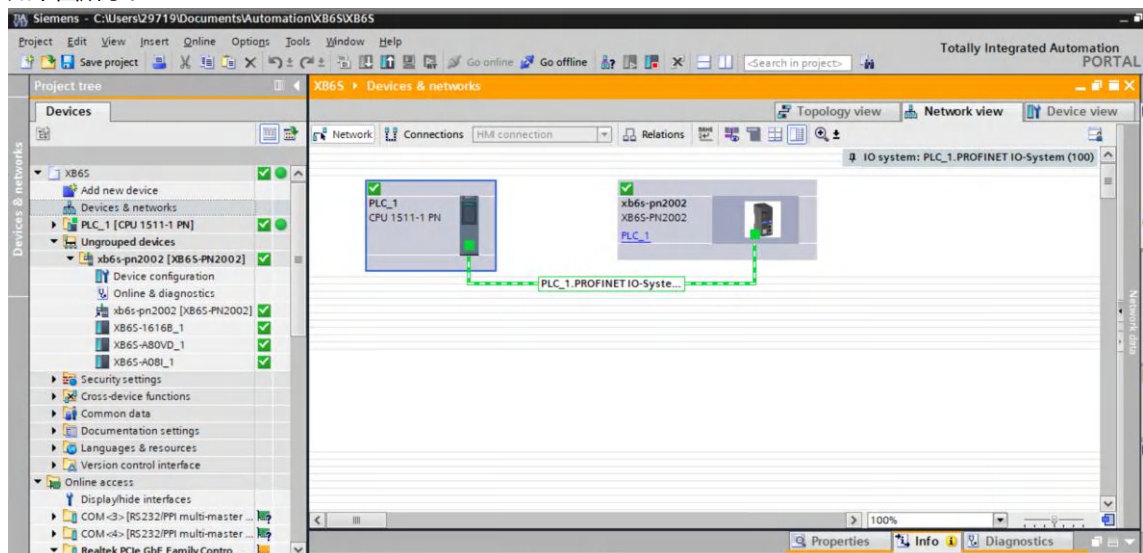 Siemens - C:\Users\29719\Documents\Automation\XB6S\XB6S
Project Edit View Insert Online Options Tools Window Help
Totally Integrated Automation
PORTAL
Save project Go online Go offline <Search in project>
Project tree
XB6S Devices & networks
Devices
Topology view Network view Device view
Network Connections HMI connection Relations
IO system: PLC_1.PROFINET IO-System (100)
XB6S
Add new device
Devices & networks
PLC_1 [CPU 1511-1 PN]
Ungrouped devices
xb6s-pn2002 [XB6S-PN2002]
Device configuration
Online & diagnostics
xb6s-pn2002 [XB6S-PN2002]
XB6S-1616B_1
XB6S-A80VD_1
XB6S-A08I_1
Security settings
Cross-device functions
Common data
Documentation settings
Languages & resources
Version control interface
Online access
Display/hide interfaces
COM <3> [RS232/PPI multi-master ...
COM <4> [RS232/PPI multi-master ...
Realtek PCIe GbE Family Contro...
PLC_1
CPU 1511-1 PN
xb6s-pn2002
XB6S-PN2002
PLC_1
PLC_1.PROFINET IO-Syste...
100%
Properties Info Diagnostics
Devices & networks
Network data